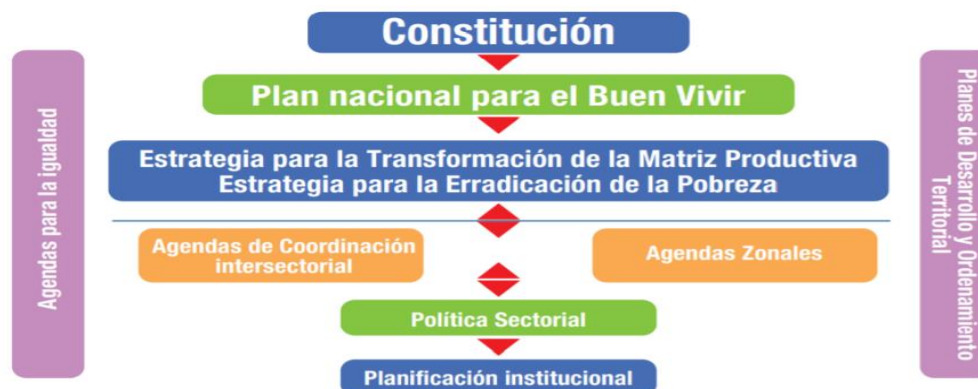 Constitución
Plan nacional para el Buen Vivir
Estrategia para la Transformación de la Matriz Productiva
Estrategia para la Erradicación de la Pobreza
Agendas de Coordinación
intersectorial
Agendas Zonales
Política Sectorial
Planificación institucional
Agendas para la igualdad
Planes de Desarrollo y Ordenamiento
Territorial